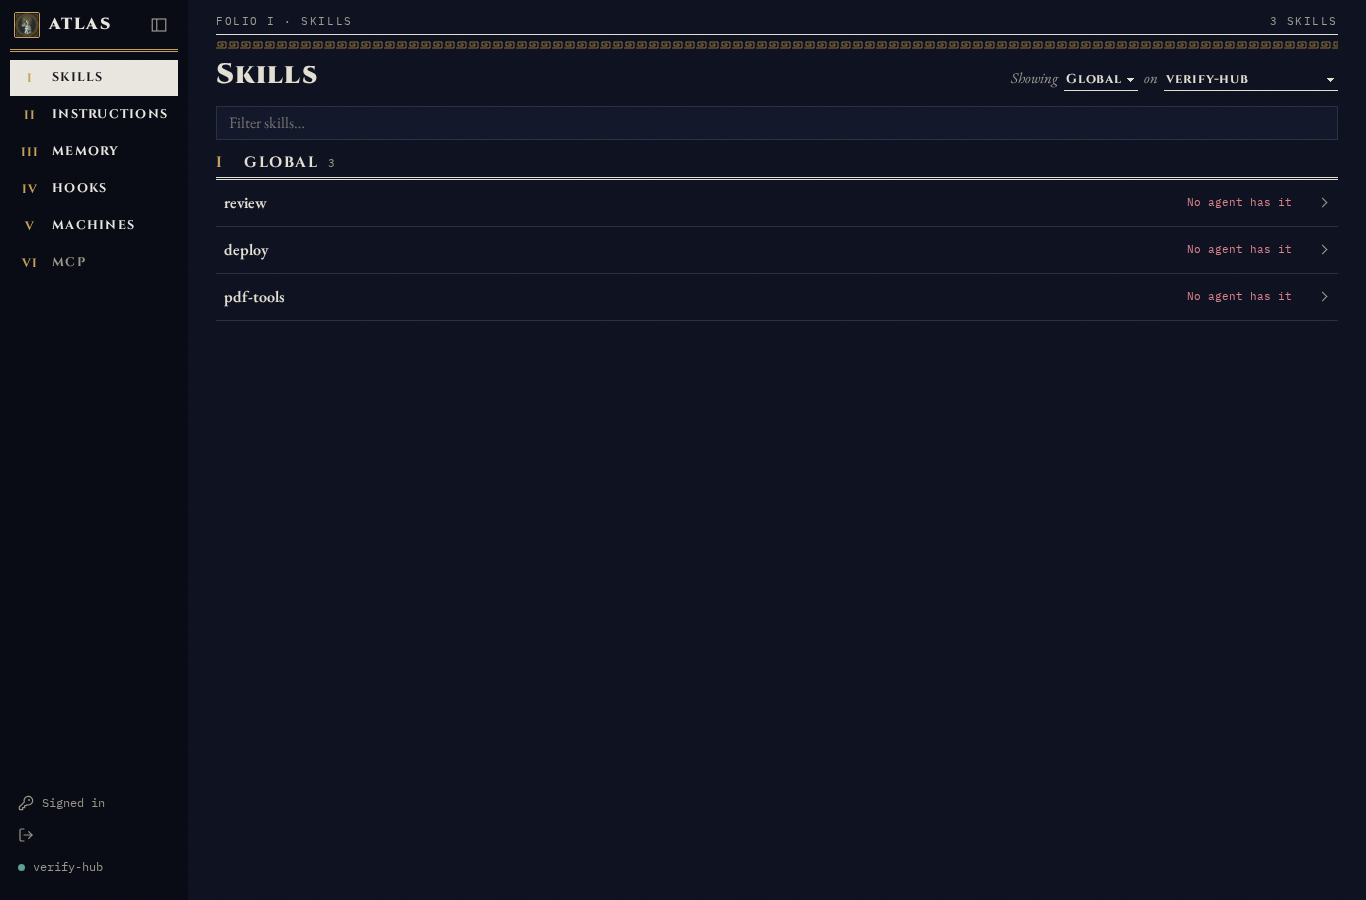 ATLAS
I SKILLS
II INSTRUCTIONS
III MEMORY
IV HOOKS
V MACHINES
VI MCP
Signed in
verify-hub
FOLIO I · SKILLS 3 SKILLS
Skills Showing Global on verify-hub
Filter skills...
I GLOBAL 3
review No agent has it
deploy No agent has it
pdf-tools No agent has it